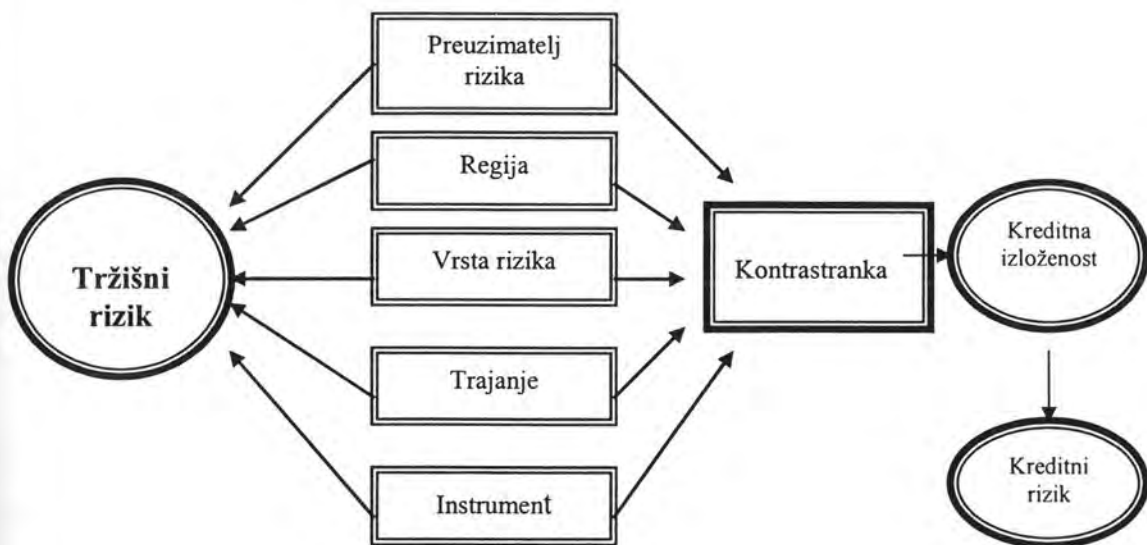 Preuzimatelj
rizika
Regija
Vrsta rizika
Trajanje
Instrument
Tržišni
rizik
Kontrastranka
Kreditna
izloženost
Kreditni
rizik